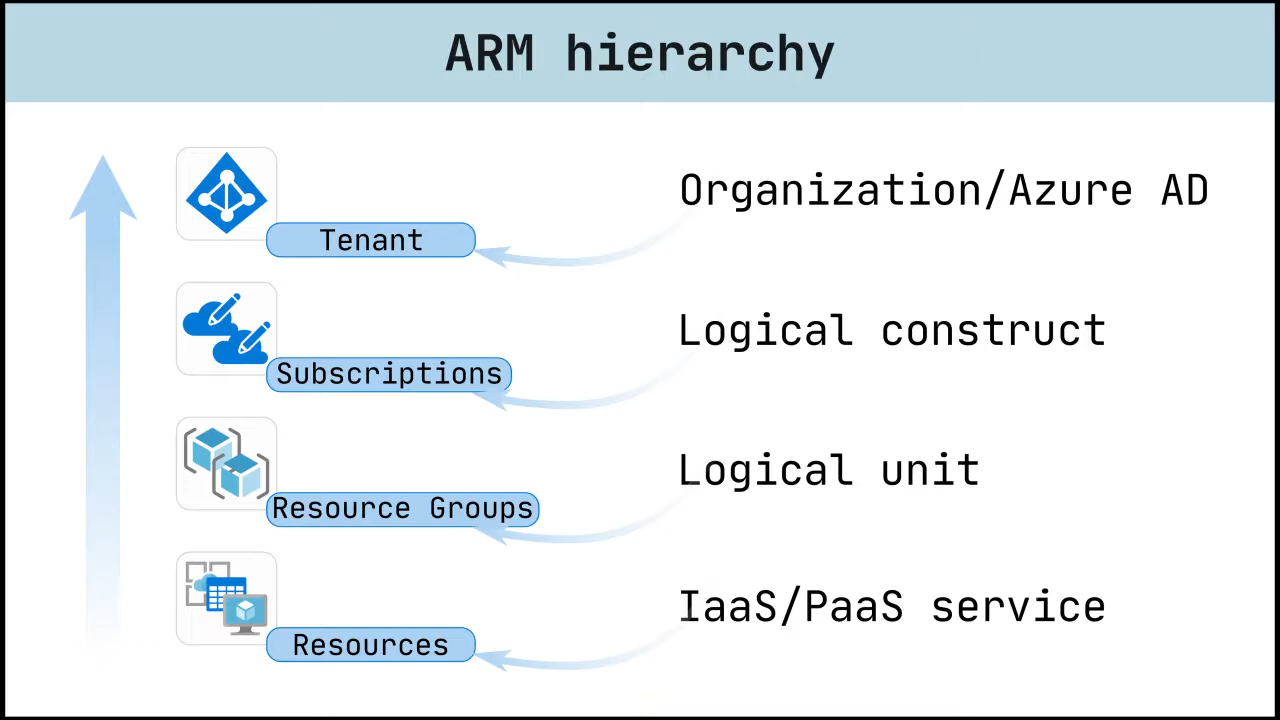 ARM hierarchy
Organization/Azure AD
Tenant
Logical construct
Subscriptions
Logical unit
Resource Groups
IaaS/PaaS service
Resources